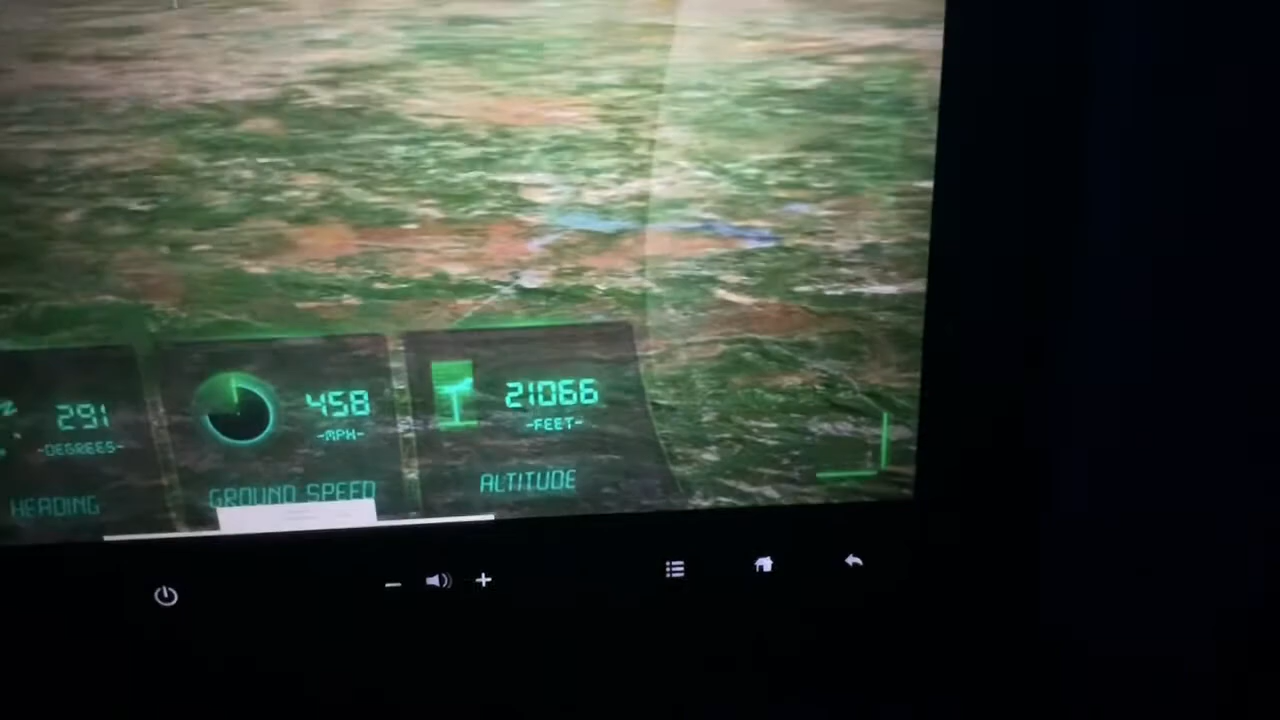 291
-DEGREES-
HEADING
458
-MPH-
GROUND SPEED
21066
-FEET-
ALTITUDE